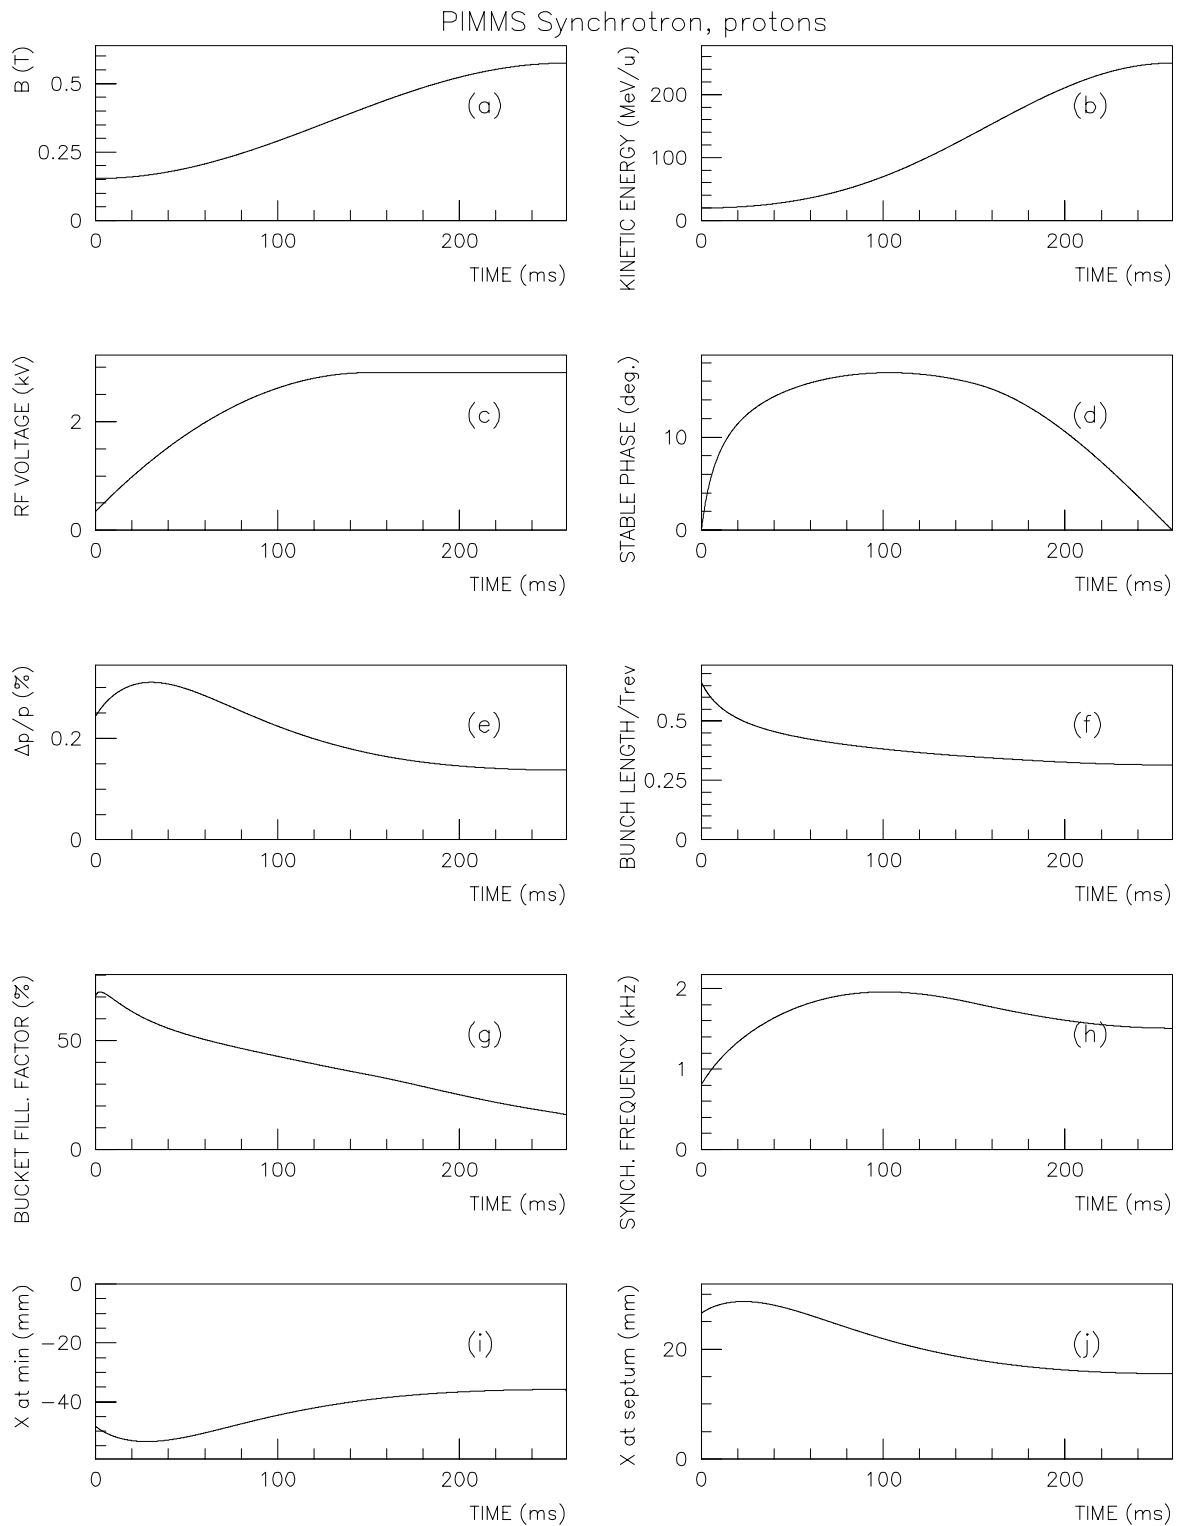 PIMMS Synchrotron, protons
B (T)
0.5
0.25
0
(a)
0 100 200
TIME (ms)
KINETIC ENERGY (MeV/u)
200
100
0
(b)
0 100 200
TIME (ms)
RF VOLTAGE (kV)
2
0
(c)
0 100 200
TIME (ms)
STABLE PHASE (deg.)
10
0
(d)
0 100 200
TIME (ms)
Δp/p (%)
0.2
0
(e)
0 100 200
TIME (ms)
BUNCH LENGTH/Trev
0.5
0.25
0
(f)
0 100 200
TIME (ms)
BUCKET FILL. FACTOR (%)
50
0
(g)
0 100 200
TIME (ms)
SYNCH. FREQUENCY (kHz)
2
1
0
(h)
0 100 200
TIME (ms)
X at min (mm)
0
−20
−40
(i)
0 100 200
TIME (ms)
X at septum (mm)
20
0
(j)
0 100 200
TIME (ms)